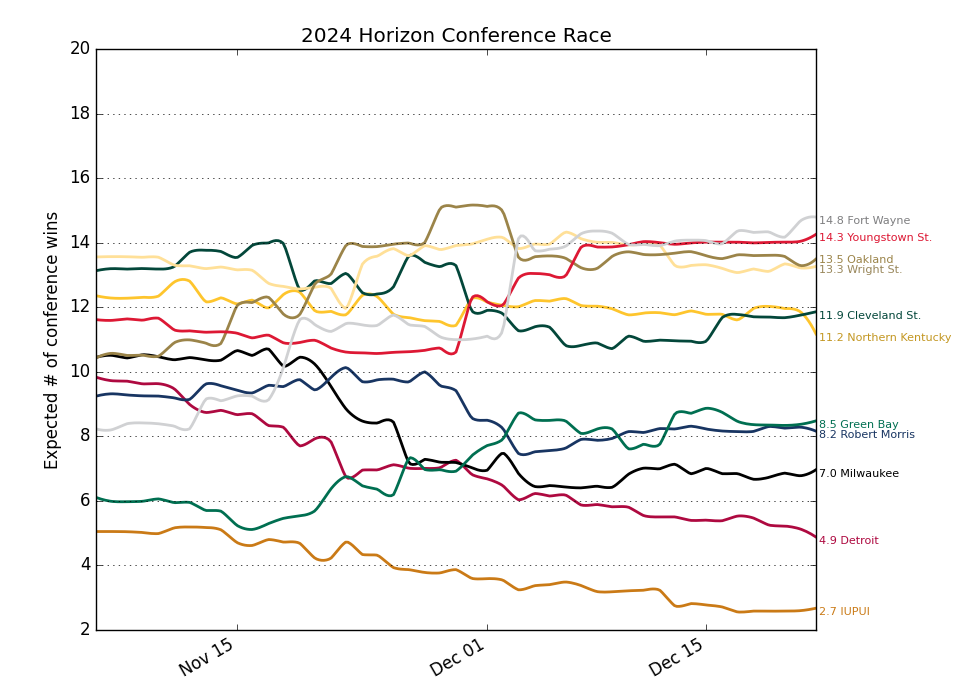 2024 Horizon Conference Race
Expected # of conference wins
20
18
16
14
12
10
8
6
4
2
14.8 Fort Wayne
14.3 Youngstown St.
13.5 Oakland
13.3 Wright St.
11.9 Cleveland St.
11.2 Northern Kentucky
8.5 Green Bay
8.2 Robert Morris
7.0 Milwaukee
4.9 Detroit
2.7 IUPUI
Nov 15
Dec 01
Dec 15